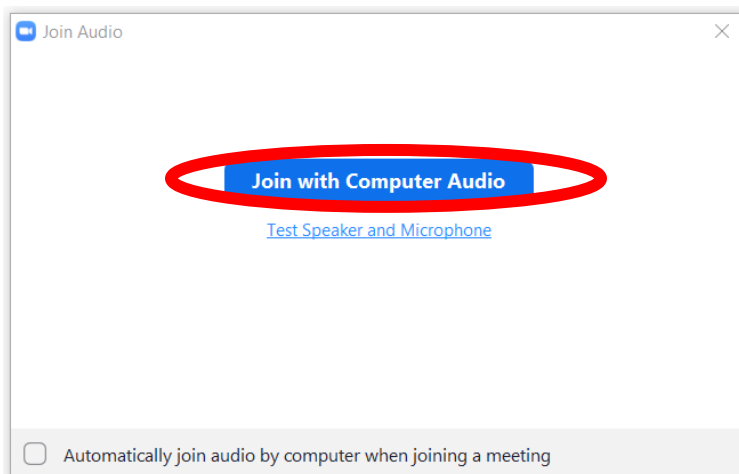 Join Audio
Join with Computer Audio
Test Speaker and Microphone
Automatically join audio by computer when joining a meeting